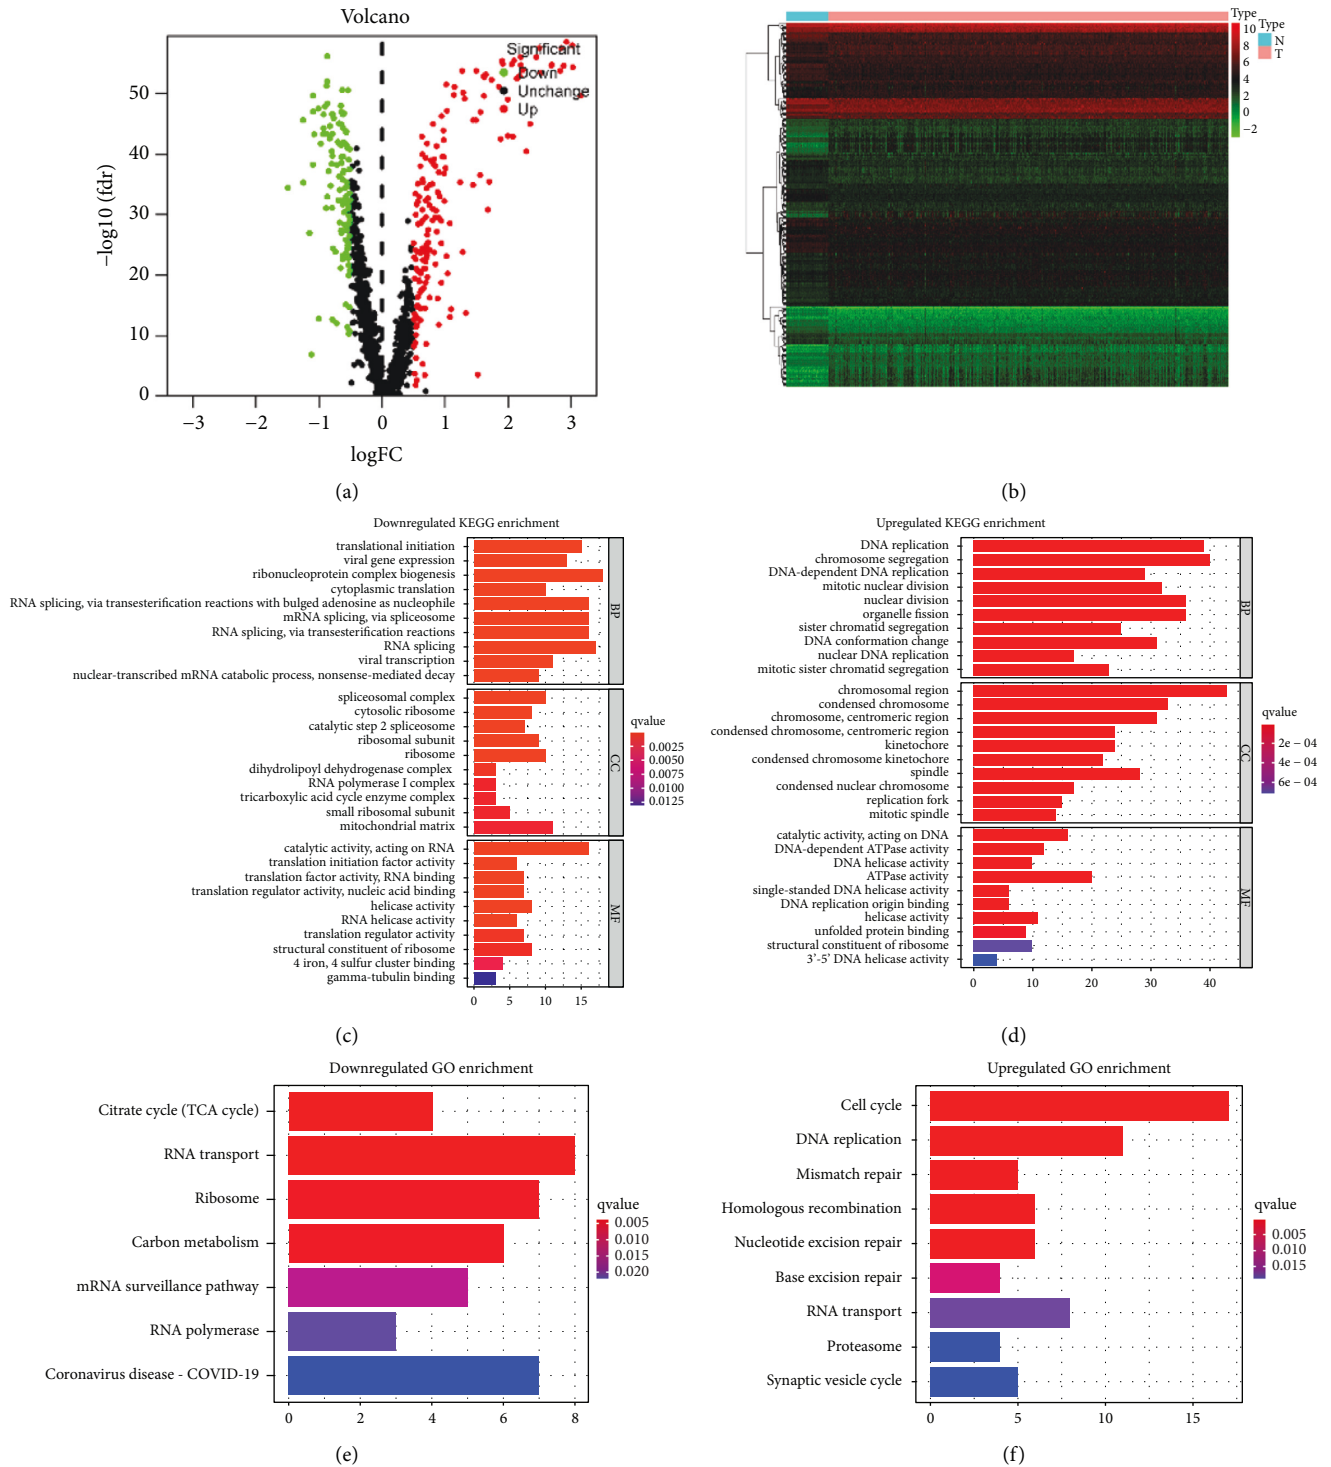 Volcano
Significant
Down
Unchange
Up
50
40
30
20
10
0
−log10 (fdr)
−3 −2 −1 0 1 2 3
logFC
(a)
Type
10
8
6
4
2
0
−2
Type
N
T
(b)
Downregulated KEGG enrichment
translational initiation
viral gene expression
ribonucleoprotein complex biogenesis
cytoplasmic translation
RNA splicing, via transesterification reactions with bulged adenosine as nucleophile
mRNA splicing, via spliceosome
RNA splicing, via transesterification reactions
RNA splicing
viral transcription
nuclear-transcribed mRNA catabolic process, nonsense-mediated decay
BP
spliceosomal complex
cytosolic ribosome
catalytic step 2 spliceosome
ribosomal subunit
ribosome
dihydrolipoyl dehydrogenase complex
RNA polymerase I complex
tricarboxylic acid cycle enzyme complex
small ribosomal subunit
mitochondrial matrix
CC
catalytic activity, acting on RNA
translation initiation factor activity
translation factor activity, RNA binding
translation regulator activity, nucleic acid binding
helicase activity
RNA helicase activity
translation regulator activity
structural constituent of ribosome
4 iron, 4 sulfur cluster binding
gamma-tubulin binding
MF
0 5 10 15
qvalue
0.0025
0.0050
0.0075
0.0100
0.0125
(c)
Upregulated KEGG enrichment
DNA replication
chromosome segregation
DNA-dependent DNA replication
mitotic nuclear division
nuclear division
organelle fission
sister chromatid segregation
DNA conformation change
nuclear DNA replication
mitotic sister chromatid segregation
BP
chromosomal region
condensed chromosome
chromosome, centromeric region
condensed chromosome, centromeric region
kinetochore
condensed chromosome kinetochore
spindle
condensed nuclear chromosome
replication fork
mitotic spindle
CC
catalytic activity, acting on DNA
DNA-dependent ATPase activity
DNA helicase activity
ATPase activity
single-standed DNA helicase activity
DNA replication origin binding
helicase activity
unfolded protein binding
structural constituent of ribosome
3'-5' DNA helicase activity
MF
0 10 20 30 40
qvalue
2e − 04
4e − 04
6e − 04
(d)
Downregulated GO enrichment
Citrate cycle (TCA cycle)
RNA transport
Ribosome
Carbon metabolism
mRNA surveillance pathway
RNA polymerase
Coronavirus disease - COVID-19
0 2 4 6 8
qvalue
0.005
0.010
0.015
0.020
(e)
Upregulated GO enrichment
Cell cycle
DNA replication
Mismatch repair
Homologous recombination
Nucleotide excision repair
Base excision repair
RNA transport
Proteasome
Synaptic vesicle cycle
0 5 10 15
qvalue
0.005
0.010
0.015
(f)